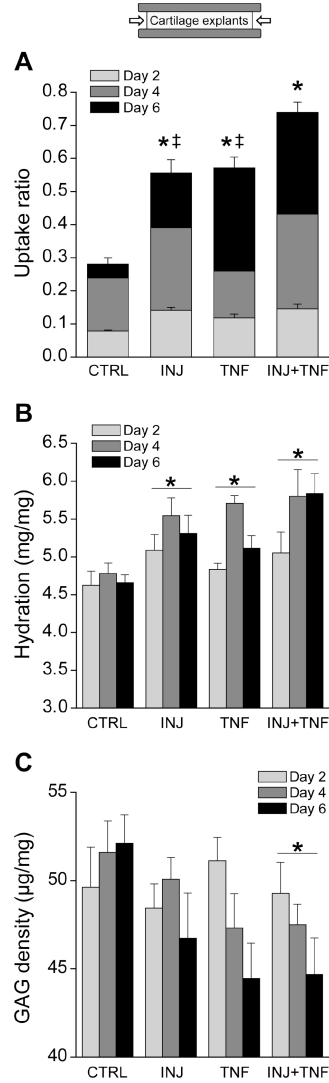 Cartilage explants
A
Day 2
Day 4
Day 6
Uptake ratio
0.8
0.7
0.6
0.5
0.4
0.3
0.2
0.1
0.0
*‡
*‡
*
CTRL INJ TNF INJ+TNF
B
Day 2
Day 4
Day 6
Hydration (mg/mg)
6.5
6.0
5.5
5.0
4.5
4.0
3.5
3.0
*
*
*
CTRL INJ TNF INJ+TNF
C
Day 2
Day 4
Day 6
GAG density (µg/mg)
55
50
45
40
*
CTRL INJ TNF INJ+TNF